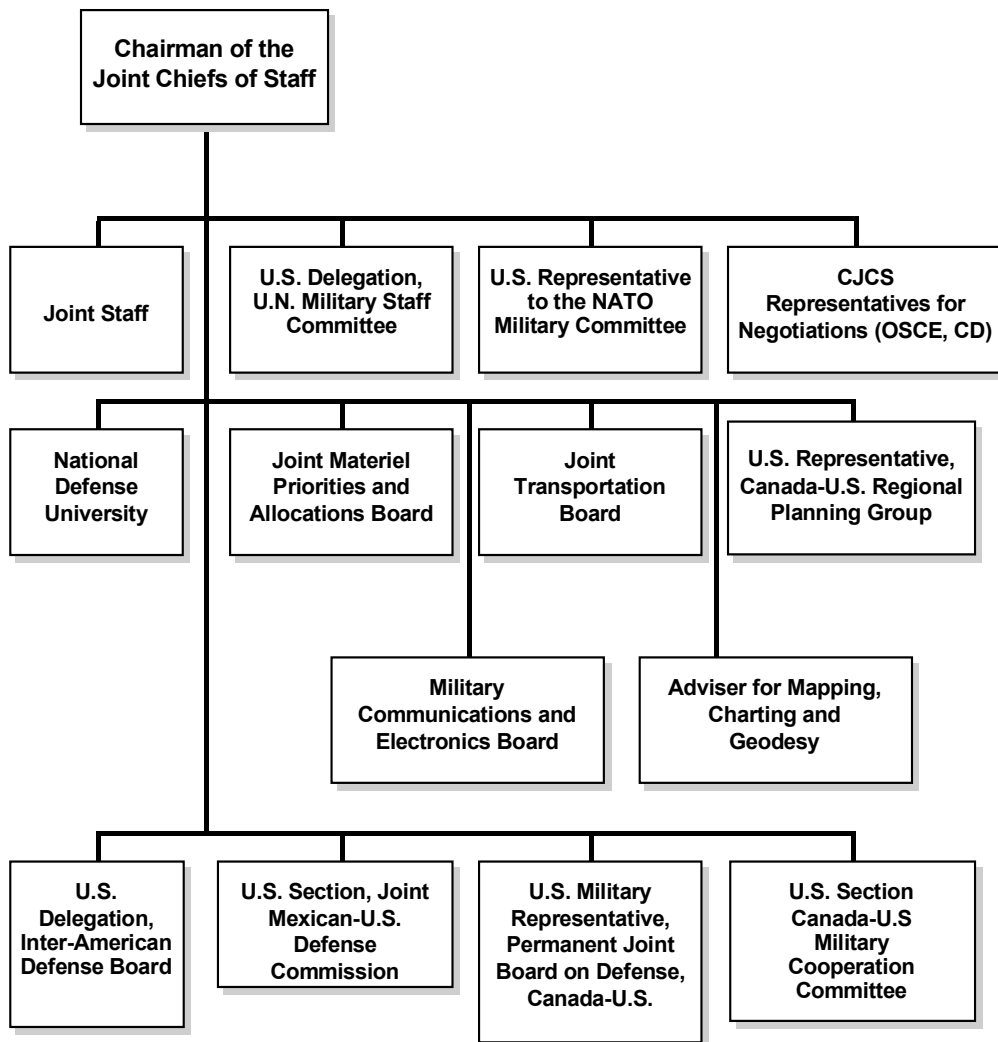 Chairman of the
Joint Chiefs of Staff
Joint Staff
U.S. Delegation,
U.N. Military Staff
Committee
U.S. Representative
to the NATO
Military Committee
CJCS
Representatives for
Negotiations (OSCE, CD)
National
Defense
University
Joint Materiel
Priorities and
Allocations Board
Joint
Transportation
Board
U.S. Representative,
Canada-U.S. Regional
Planning Group
Military
Communications and
Electronics Board
Adviser for Mapping,
Charting and
Geodesy
U.S.
Delegation,
Inter-American
Defense Board
U.S. Section, Joint
Mexican-U.S.
Defense
Commission
U.S. Military
Representative,
Permanent Joint
Board on Defense,
Canada-U.S.
U.S. Section
Canada-U.S
Military
Cooperation
Committee